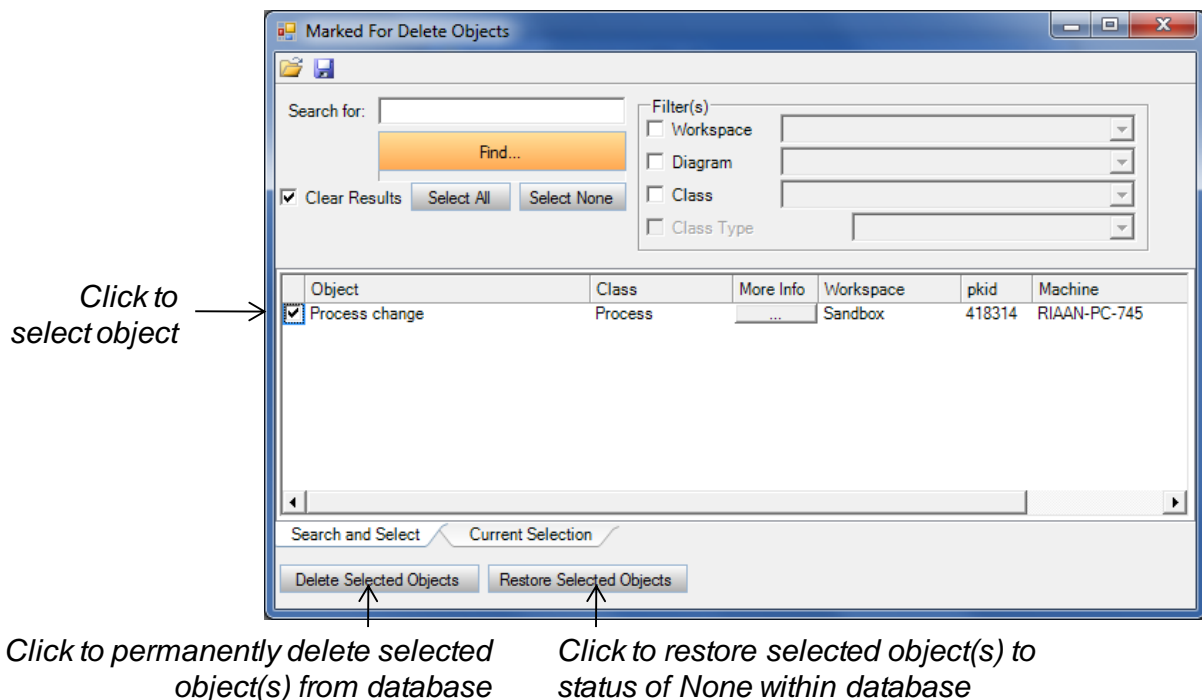 Marked For Delete Objects
Search for:
Find...
Clear Results Select All Select None
Filter(s)
Workspace
Diagram
Class
Class Type
Click to
select object
Object Class More Info Workspace pkid Machine
Process change Process ... Sandbox 418314 RIAAN-PC-745
Search and Select Current Selection
Delete Selected Objects Restore Selected Objects
Click to permanently delete selected
object(s) from database
Click to restore selected object(s) to
status of None within database